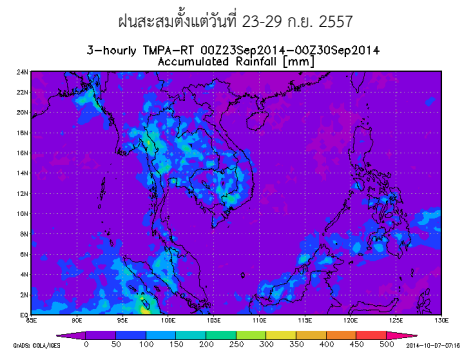 ฝนสะสมตั้งแต่วันที่ 23-29 ก.ย. 2557
3-hourly TMPA-RT 00Z23Sep2014-00Z30Sep2014
Accumulated Rainfall [mm]
24N
22N
20N
18N
16N
14N
12N
10N
8N
6N
4N
2N
EQ
85E 90E 95E 100E 105E 110E 115E 120E 125E 130E
50 100 150 200 250 300 350 400 450 500
GrADS: COLA/IGES 2014-10-07-07:16